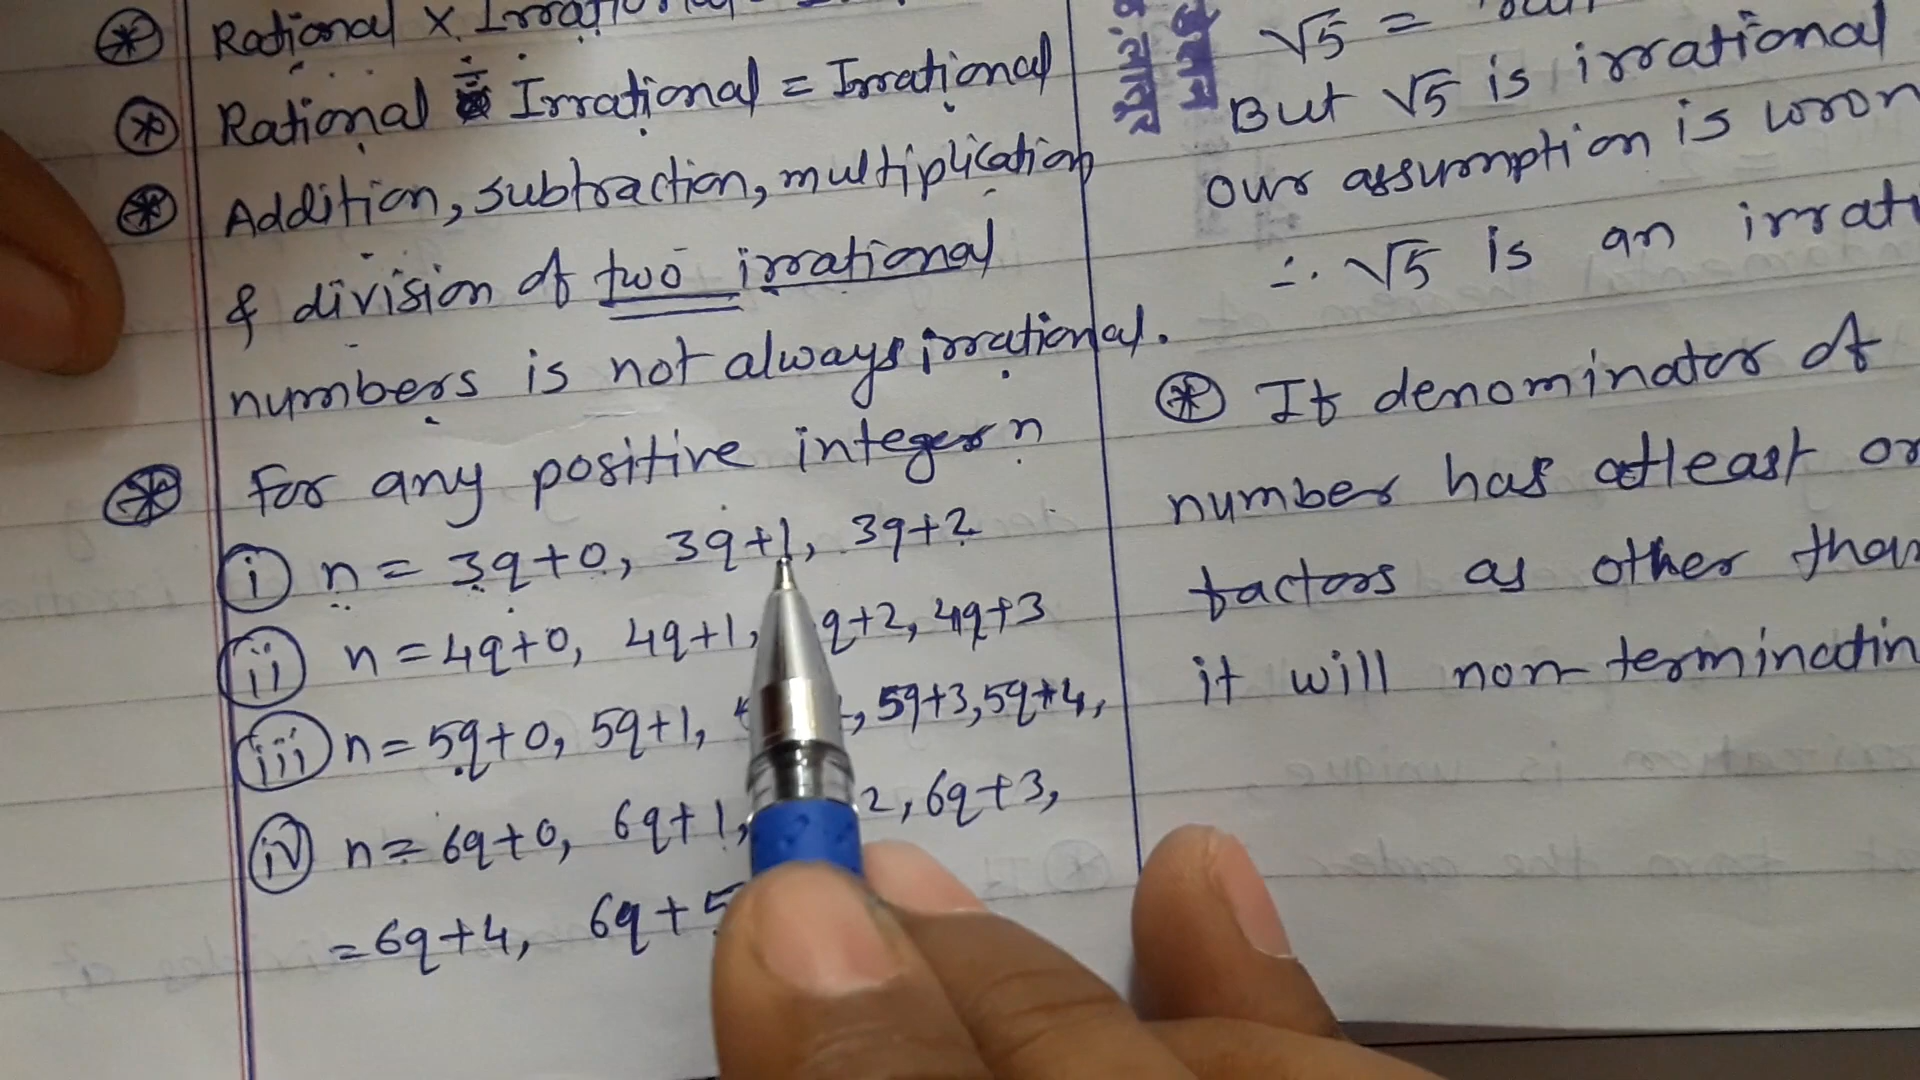 Rational × Irrational
Rational ÷ Irrational = Irrational
Addition, subtraction, multiplication
& division of two irrational
numbers is not always irrational.
For any positive integer n
(i) n = 3q+0, 3q+1, 3q+2
(ii) n = 4q+0, 4q+1, q+2, 4q+3
(iii) n = 5q+0, 5q+1, , 5q+3, 5q+4,
(iv) n = 6q+0, 6q+1, 2, 6q+3,
= 6q+4, 6q+5
√5 =
But √5 is irrational
our assumption is
∴ √5 is an
If denominator of
number has atleast
factors as other than
it will non-terminatin